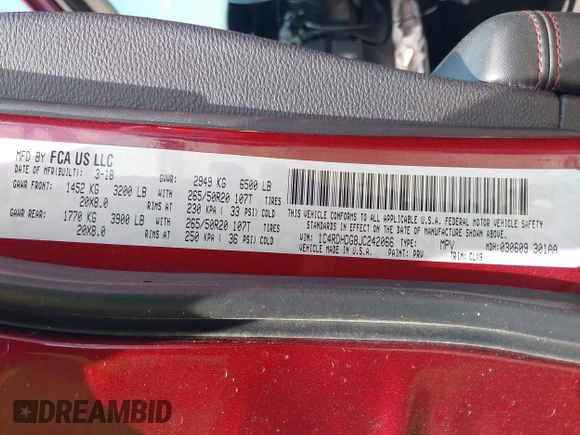 MFD BY FCA US LLC
DATE OF MFR(BUILT): 3-18 GVWR: 2949 KG 6500 LB
GAWR FRONT: 1452 KG 3200 LB WITH 265/50R20 107T TIRES
20X8.0 RIMS AT 230 KPA ( 33 PSI) COLD
GAWR REAR: 1770 KG 3900 LB WITH 265/50R20 107T TIRES
20X8.0 RIMS AT 250 KPA ( 36 PSI) COLD
THIS VEHICLE CONFORMS TO ALL APPLICABLE U.S.A. FEDERAL MOTOR VEHICLE SAFETY
STANDARDS IN EFFECT ON THE DATE OF MANUFACTURE SHOWN ABOVE.
VIN: 1C4RDHDG8JC242066 TYPE: MPV MDH: 030609 301AA
VEHICLE MADE IN U.S.A. PAINT: PRV TRIM: CLY9
DREAMBID